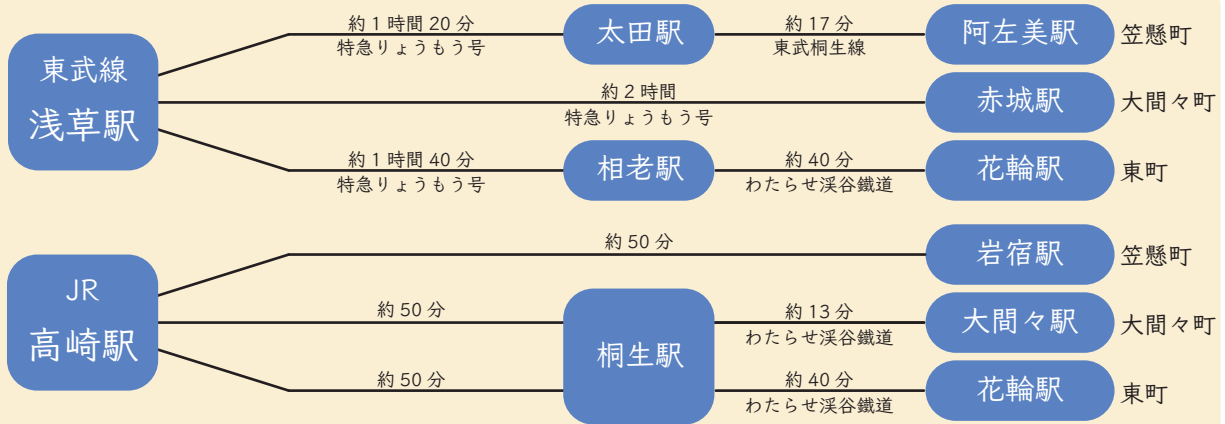 東武線
浅草駅
約1時間20分
特急りょうもう号
太田駅
約17分
東武桐生線
阿左美駅
笠懸町
約2時間
特急りょうもう号
赤城駅
大間々町
約1時間40分
特急りょうもう号
相老駅
約40分
わたらせ渓谷鐵道
花輪駅
東町
JR
高崎駅
約50分
岩宿駅
笠懸町
約50分
桐生駅
約13分
わたらせ渓谷鐵道
大間々駅
大間々町
約50分
約40分
わたらせ渓谷鐵道
花輪駅
東町